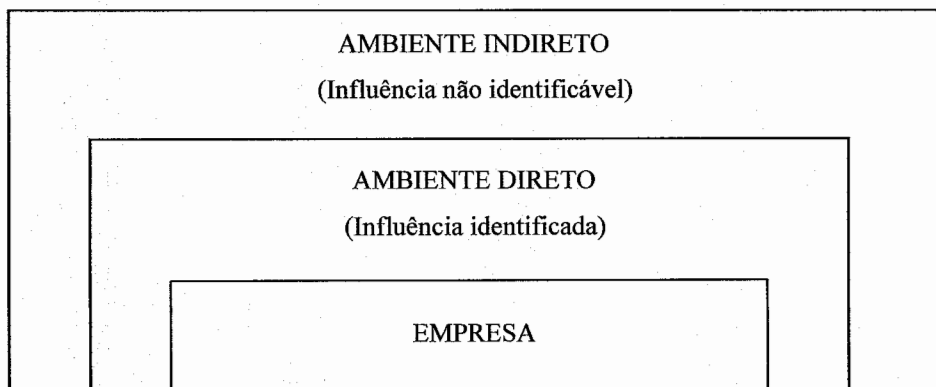 AMBIENTE INDIRETO
(Influência não identificável)
AMBIENTE DIRETO
(Influência identificada)
EMPRESA